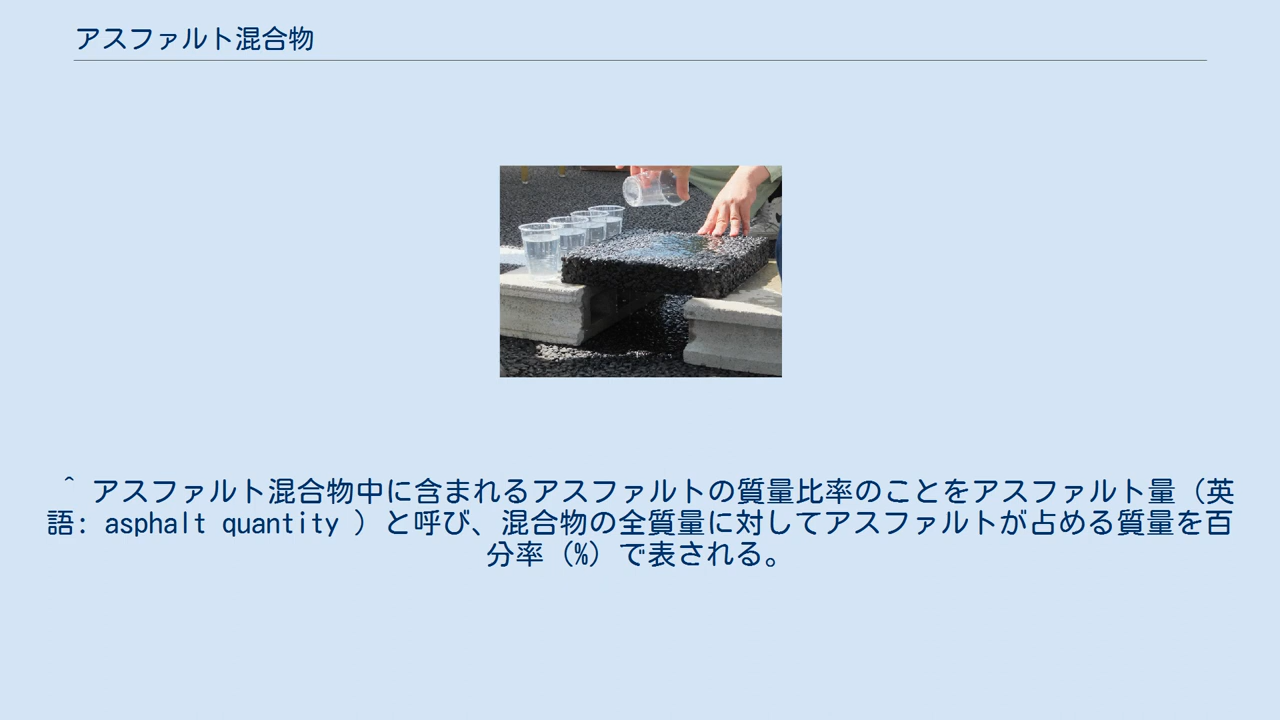 アスファルト混合物
^ アスファルト混合物中に含まれるアスファルトの質量比率のことをアスファルト量（英
語: asphalt quantity ）と呼び、混合物の全質量に対してアスファルトが占める質量を百
分率（%）で表される。